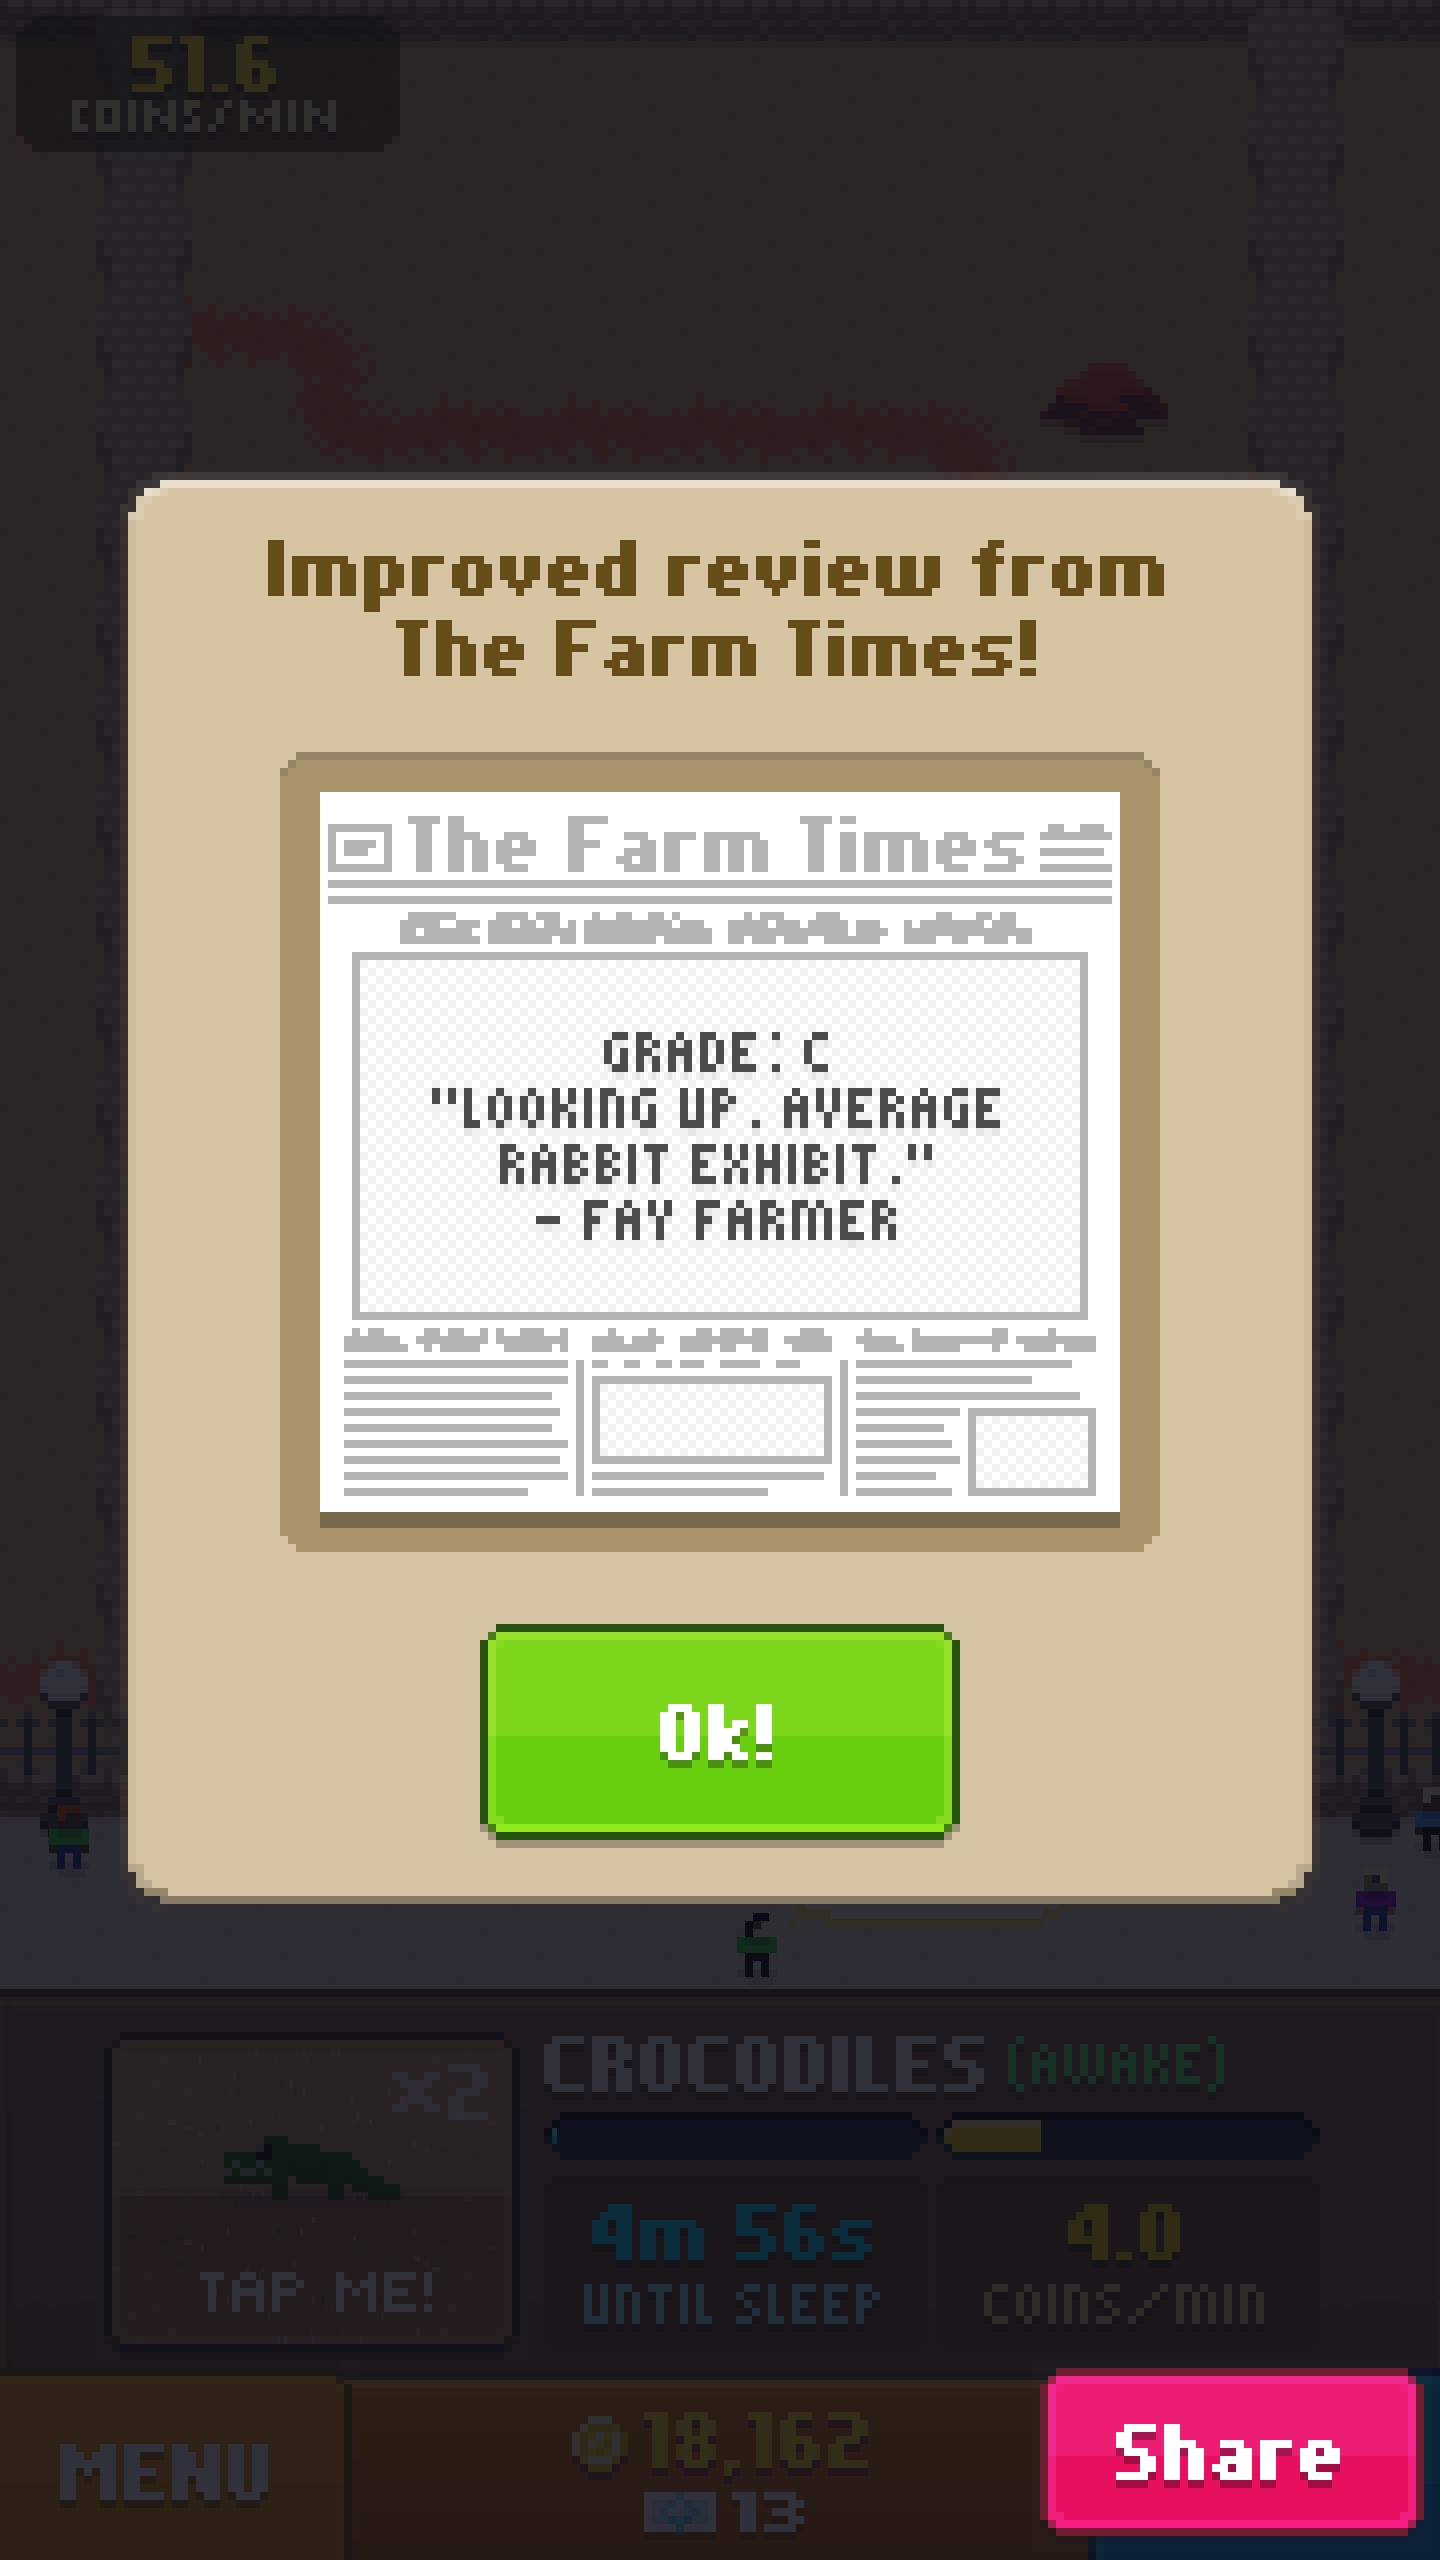 51.6
COINS/MIN
Improved review from
The Farm Times!
The Farm Times
GRADE: C
"LOOKING UP. AVERAGE
RABBIT EXHIBIT."
- FAY FARMER
Ok!
x2
TAP ME!
CROCODILES (AWAKE)
4m 56s
UNTIL SLEEP
4.0
COINS/MIN
MENU
18,162
13
Share